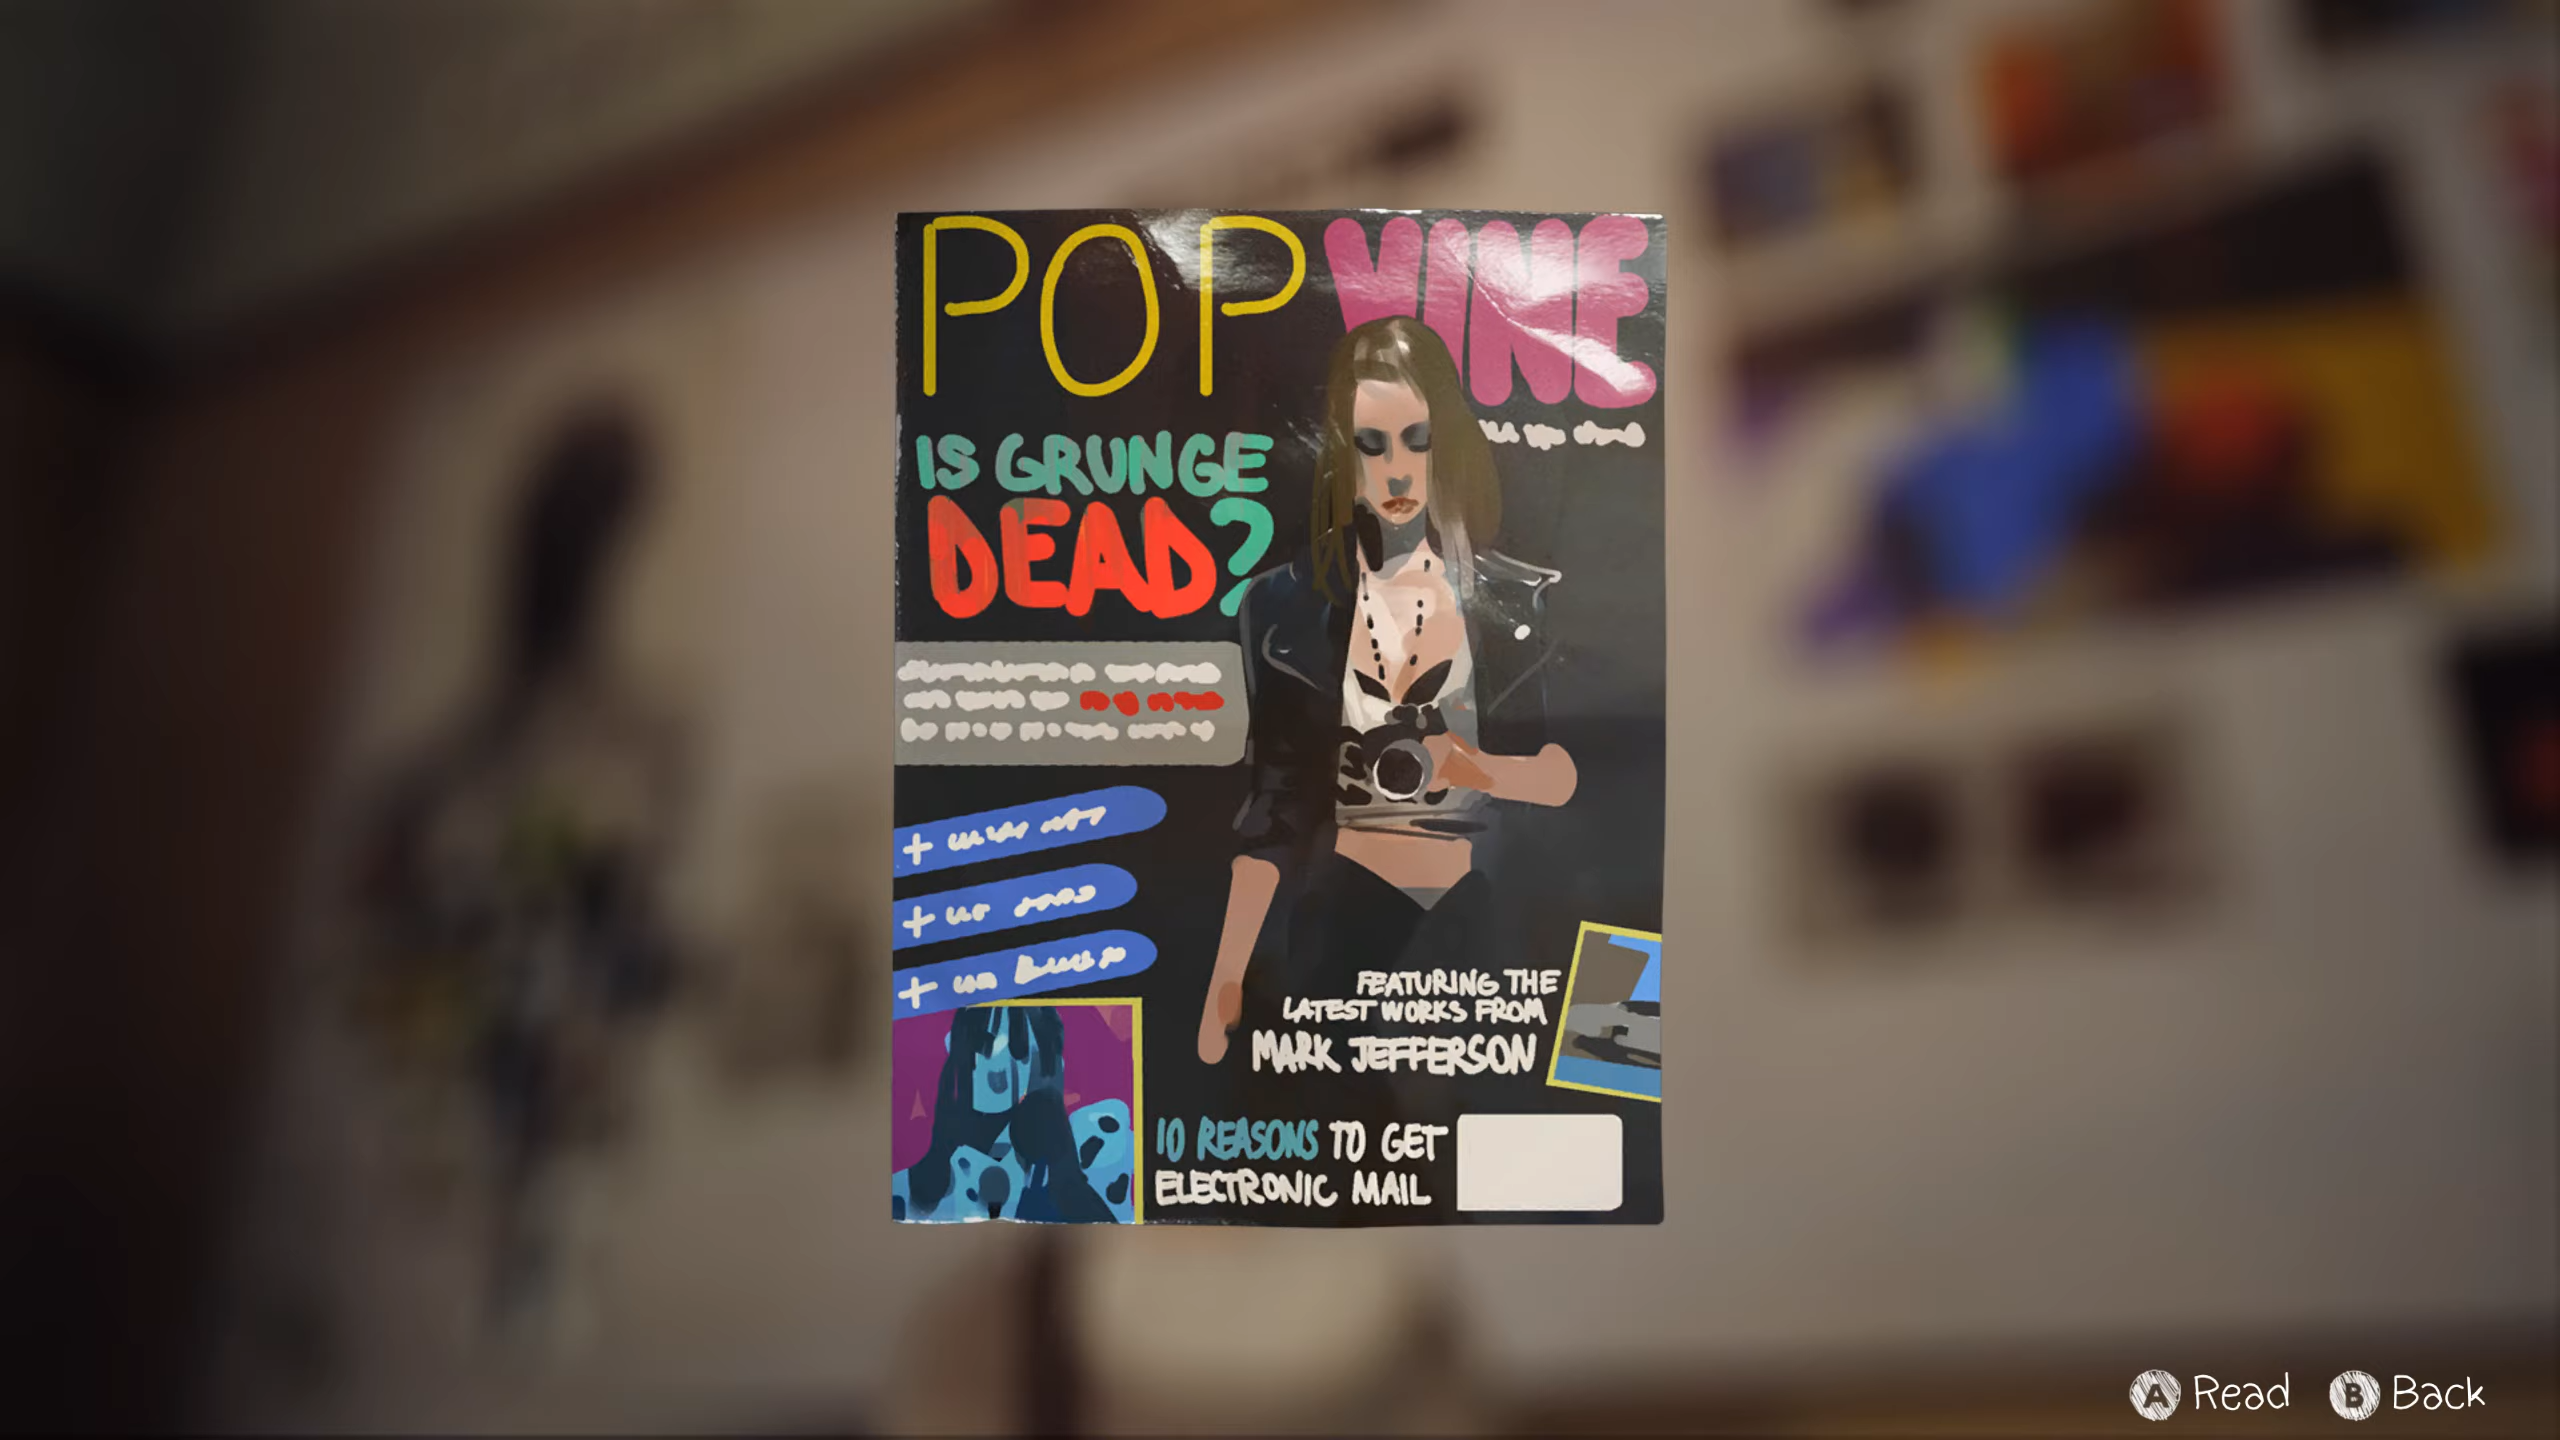 POP VINE
IS GRUNGE
DEAD?
FEATURING THE
LATEST WORKS FROM
MARK JEFFERSON
10 REASONS TO GET
ELECTRONIC MAIL
A Read B Back